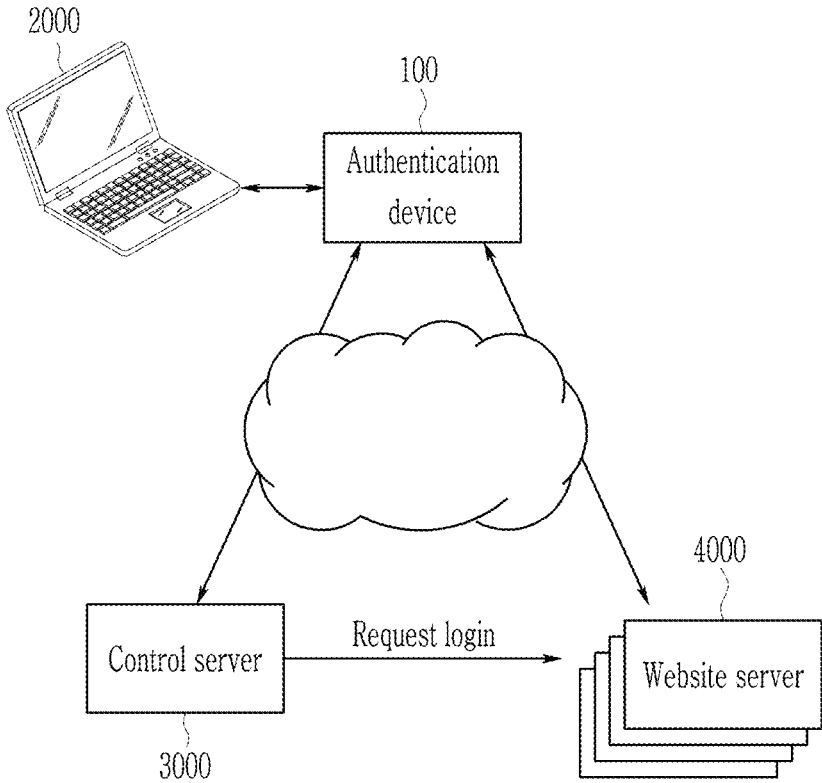 2000
100
Authentication
device
4000
Request login
Control server
Website server
3000